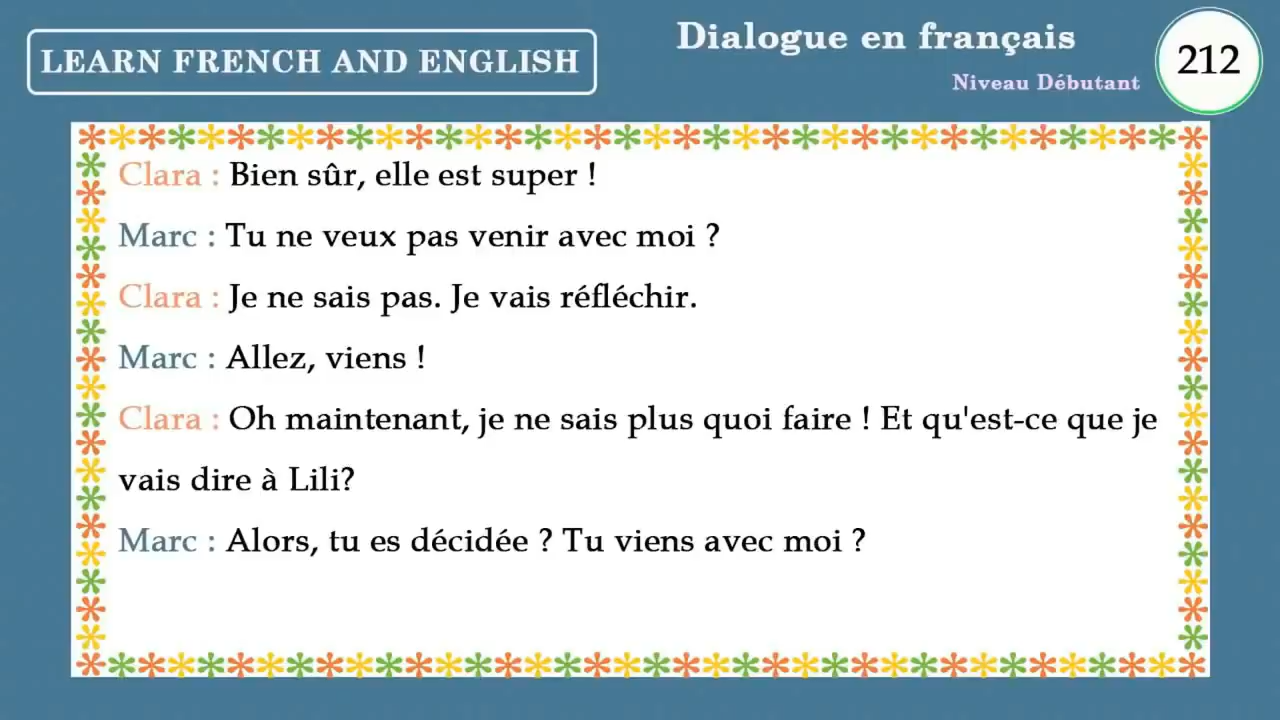 LEARN FRENCH AND ENGLISH
Dialogue en français
Niveau Débutant
212
Clara : Bien sûr, elle est super !
Marc : Tu ne veux pas venir avec moi ?
Clara : Je ne sais pas. Je vais réfléchir.
Marc : Allez, viens !
Clara : Oh maintenant, je ne sais plus quoi faire ! Et qu'est-ce que je
vais dire à Lili?
Marc : Alors, tu es décidée ? Tu viens avec moi ?